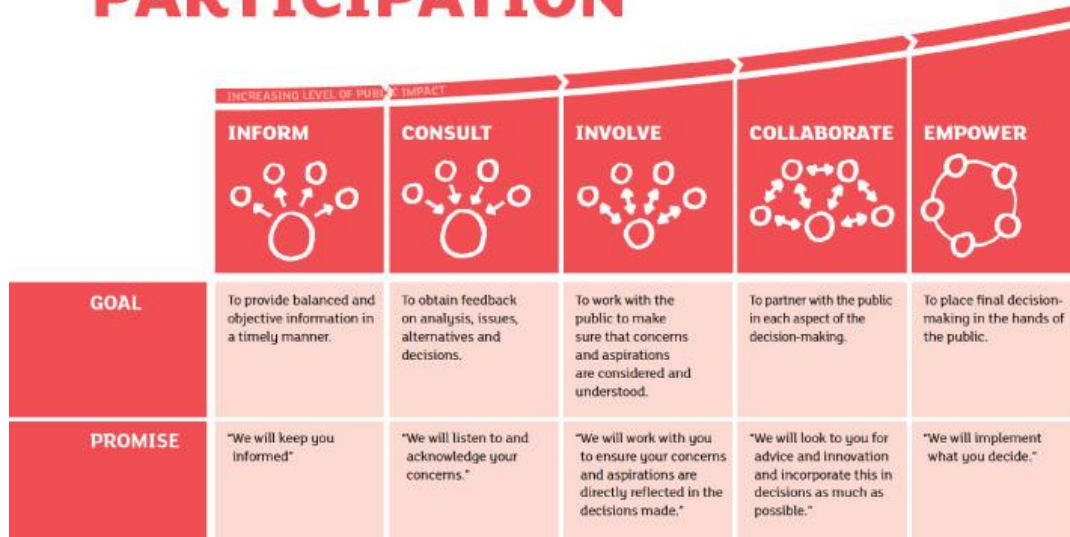 PARTICIPATION
INCREASING LEVEL OF PUBLIC IMPACT
INFORM
CONSULT
INVOLVE
COLLABORATE
EMPOWER
GOAL
To provide balanced and
objective information in
a timely manner.
To obtain feedback
on analysis, issues,
alternatives and
decisions.
To work with the
public to make
sure that concerns
and aspirations
are considered and
understood.
To partner with the public
in each aspect of the
decision-making.
To place final decision-
making in the hands of
the public.
PROMISE
"We will keep you
informed"
"We will listen to and
acknowledge your
concerns."
"We will work with you
to ensure your concerns
and aspirations are
directly reflected in the
decisions made."
"We will look to you for
advice and innovation
and incorporate this in
decisions as much as
possible."
"We will implement
what you decide."